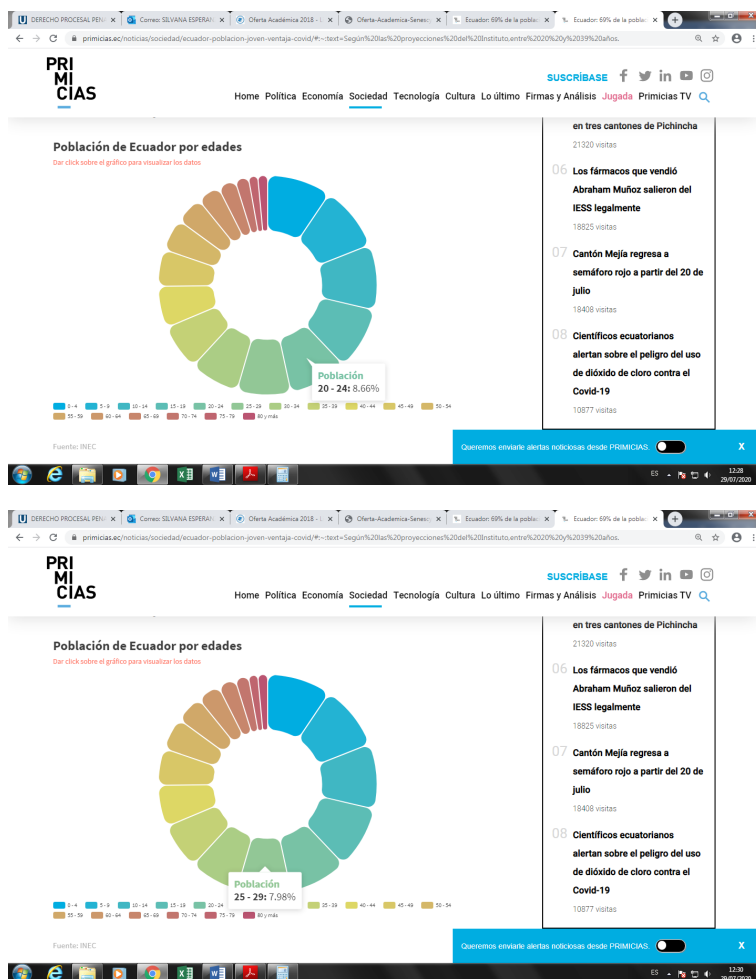 DERECHO PROCESAL PEN
Correo: SILVANA ESPERAN
Oferta Académica 2018 -
Oferta-Academica-Senesc
Ecuador: 69% de la poblac
Ecuador: 69% de la poblac
primicias.ec/noticias/sociedad/ecuador-poblacion-joven-ventaja-covid/#:~:text=Según%20las%20proyecciones%20del%20Instituto,entre%2020%20y%2039%20años.
PRI
MI
CIAS
SUSCRÍBASE
Home Política Economía Sociedad Tecnología Cultura Lo último Firmas y Análisis Jugada Primicias TV
Población de Ecuador por edades
Dar click sobre el gráfico para visualizar los datos
Población
20 - 24: 8.66%
0 - 4 5 - 9 10 - 14 15 - 19 20 - 24 25 - 29 30 - 34 35 - 39 40 - 44 45 - 49 50 - 54
55 - 59 60 - 64 65 - 69 70 - 74 75 - 79 80 y más
Fuente: INEC
en tres cantones de Pichincha
21320 visitas
06 Los fármacos que vendió
Abraham Muñoz salieron del
IESS legalmente
18825 visitas
07 Cantón Mejía regresa a
semáforo rojo a partir del 20 de
julio
18408 visitas
08 Científicos ecuatorianos
alertan sobre el peligro del uso
de dióxido de cloro contra el
Covid-19
10877 visitas
Queremos enviarle alertas noticiosas desde PRIMICIAS. X
ES 12:28
29/07/2020
DERECHO PROCESAL PEN
Correo: SILVANA ESPERAN
Oferta Académica 2018 -
Oferta-Academica-Senesc
Ecuador: 69% de la poblac
Ecuador: 69% de la poblac
primicias.ec/noticias/sociedad/ecuador-poblacion-joven-ventaja-covid/#:~:text=Según%20las%20proyecciones%20del%20Instituto,entre%2020%20y%2039%20años.
PRI
MI
CIAS
SUSCRÍBASE
Home Política Economía Sociedad Tecnología Cultura Lo último Firmas y Análisis Jugada Primicias TV
Población de Ecuador por edades
Dar click sobre el gráfico para visualizar los datos
Población
25 - 29: 7.98%
0 - 4 5 - 9 10 - 14 15 - 19 20 - 24 35 - 39 40 - 44 45 - 49 50 - 54
55 - 59 60 - 64 65 - 69 70 - 74 75 - 79 80 y más
Fuente: INEC
en tres cantones de Pichincha
21320 visitas
06 Los fármacos que vendió
Abraham Muñoz salieron del
IESS legalmente
18825 visitas
07 Cantón Mejía regresa a
semáforo rojo a partir del 20 de
julio
18408 visitas
08 Científicos ecuatorianos
alertan sobre el peligro del uso
de dióxido de cloro contra el
Covid-19
10877 visitas
Queremos enviarle alertas noticiosas desde PRIMICIAS. X
ES 12:30
29/07/2020